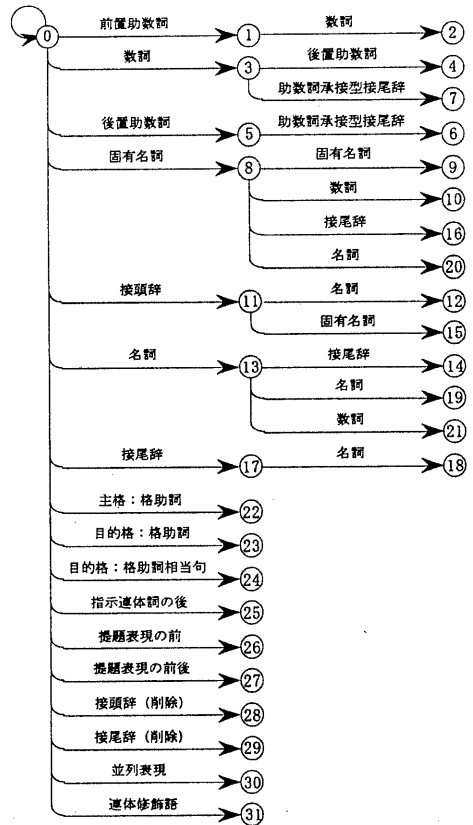 前置助数詞 数詞
0 1 2
数詞 後置助数詞
3 4
助数詞承接型接尾辞
7
後置助数詞 助数詞承接型接尾辞
5 6
固有名詞 固有名詞
8 9
数詞
10
接尾辞
16
名詞
20
接頭辞 名詞
11 12
固有名詞
15
名詞 接尾辞
13 14
名詞
19
数詞
21
接尾辞 名詞
17 18
主格：格助詞
22
目的格：格助詞
23
目的格：格助詞相当句
24
指示連体詞の後
25
提題表現の前
26
提題表現の前後
27
接頭辞（削除）
28
接尾辞（削除）
29
並列表現
30
連体修飾語
31